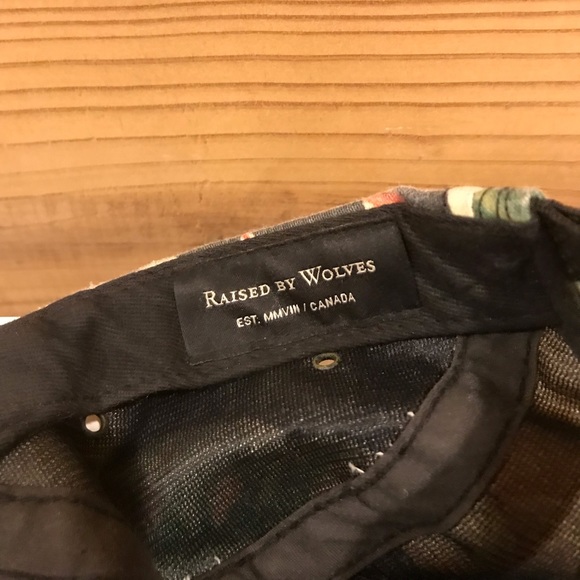 RAISED BY WOLVES
EST. MMVIII / CANADA